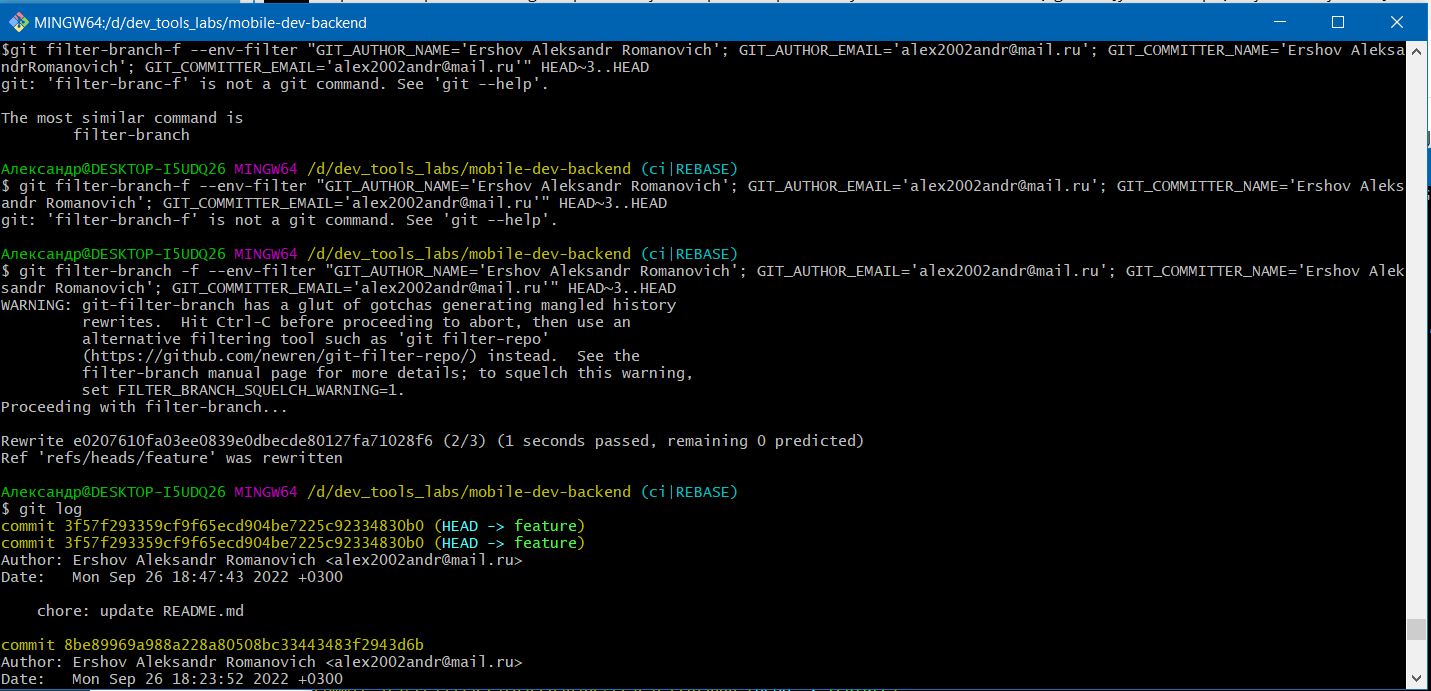 MINGW64:/d/dev_tools_labs/mobile-dev-backend
$git filter-branch-f --env-filter "GIT_AUTHOR_NAME='Ershov Aleksandr Romanovich'; GIT_AUTHOR_EMAIL='alex2002andr@mail.ru'; GIT_COMMITTER_NAME='Ershov Aleksa
ndrRomanovich'; GIT_COMMITTER_EMAIL='alex2002andr@mail.ru'" HEAD~3..HEAD
git: 'filter-branc-f' is not a git command. See 'git --help'.
The most similar command is
filter-branch
Александр@DESKTOP-I5UDQ26 MINGW64 /d/dev_tools_labs/mobile-dev-backend (ci|REBASE)
$ git filter-branch-f --env-filter "GIT_AUTHOR_NAME='Ershov Aleksandr Romanovich'; GIT_AUTHOR_EMAIL='alex2002andr@mail.ru'; GIT_COMMITTER_NAME='Ershov Aleks
andr Romanovich'; GIT_COMMITTER_EMAIL='alex2002andr@mail.ru'" HEAD~3..HEAD
git: 'filter-branch-f' is not a git command. See 'git --help'.
Александр@DESKTOP-I5UDQ26 MINGW64 /d/dev_tools_labs/mobile-dev-backend (ci|REBASE)
$ git filter-branch -f --env-filter "GIT_AUTHOR_NAME='Ershov Aleksandr Romanovich'; GIT_AUTHOR_EMAIL='alex2002andr@mail.ru'; GIT_COMMITTER_NAME='Ershov Alek
sandr Romanovich'; GIT_COMMITTER_EMAIL='alex2002andr@mail.ru'" HEAD~3..HEAD
WARNING: git-filter-branch has a glut of gotchas generating mangled history
rewrites.  Hit Ctrl-C before proceeding to abort, then use an
alternative filtering tool such as 'git filter-repo'
(https://github.com/newren/git-filter-repo/) instead.  See the
filter-branch manual page for more details; to squelch this warning,
set FILTER_BRANCH_SQUELCH_WARNING=1.
Proceeding with filter-branch...
Rewrite e0207610fa03ee0839e0dbecde80127fa71028f6 (2/3) (1 seconds passed, remaining 0 predicted)
Ref 'refs/heads/feature' was rewritten
Александр@DESKTOP-I5UDQ26 MINGW64 /d/dev_tools_labs/mobile-dev-backend (ci|REBASE)
$ git log
commit 3f57f293359cf9f65ecd904be7225c92334830b0 (HEAD -> feature)
commit 3f57f293359cf9f65ecd904be7225c92334830b0 (HEAD -> feature)
Author: Ershov Aleksandr Romanovich <alex2002andr@mail.ru>
Date:   Mon Sep 26 18:47:43 2022 +0300
chore: update README.md
commit 8be89969a988a228a80508bc33443483f2943d6b
Author: Ershov Aleksandr Romanovich <alex2002andr@mail.ru>
Date:   Mon Sep 26 18:23:52 2022 +0300